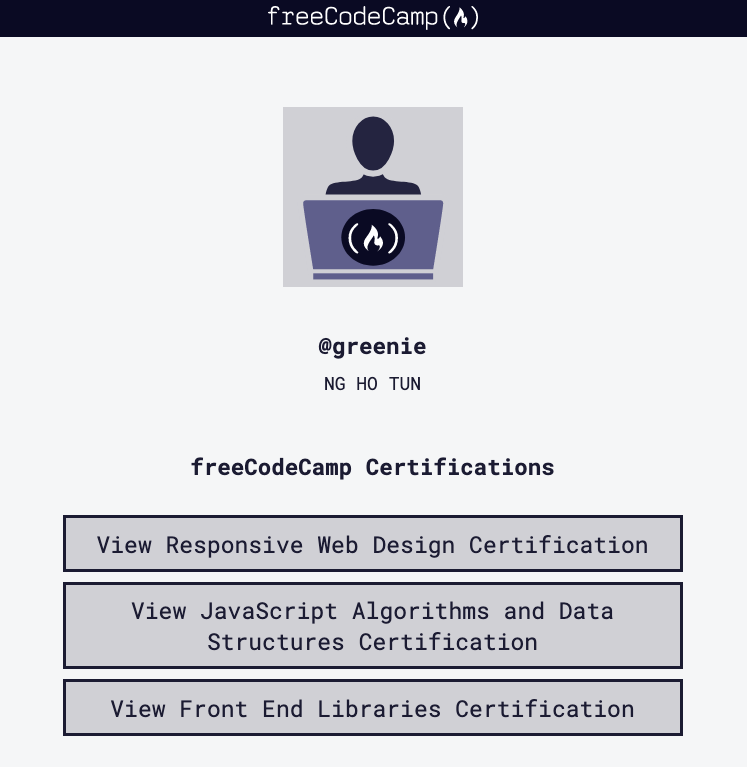 freeCodeCamp(🔥)
@greenie
NG HO TUN
freeCodeCamp Certifications
View Responsive Web Design Certification
View JavaScript Algorithms and Data
Structures Certification
View Front End Libraries Certification